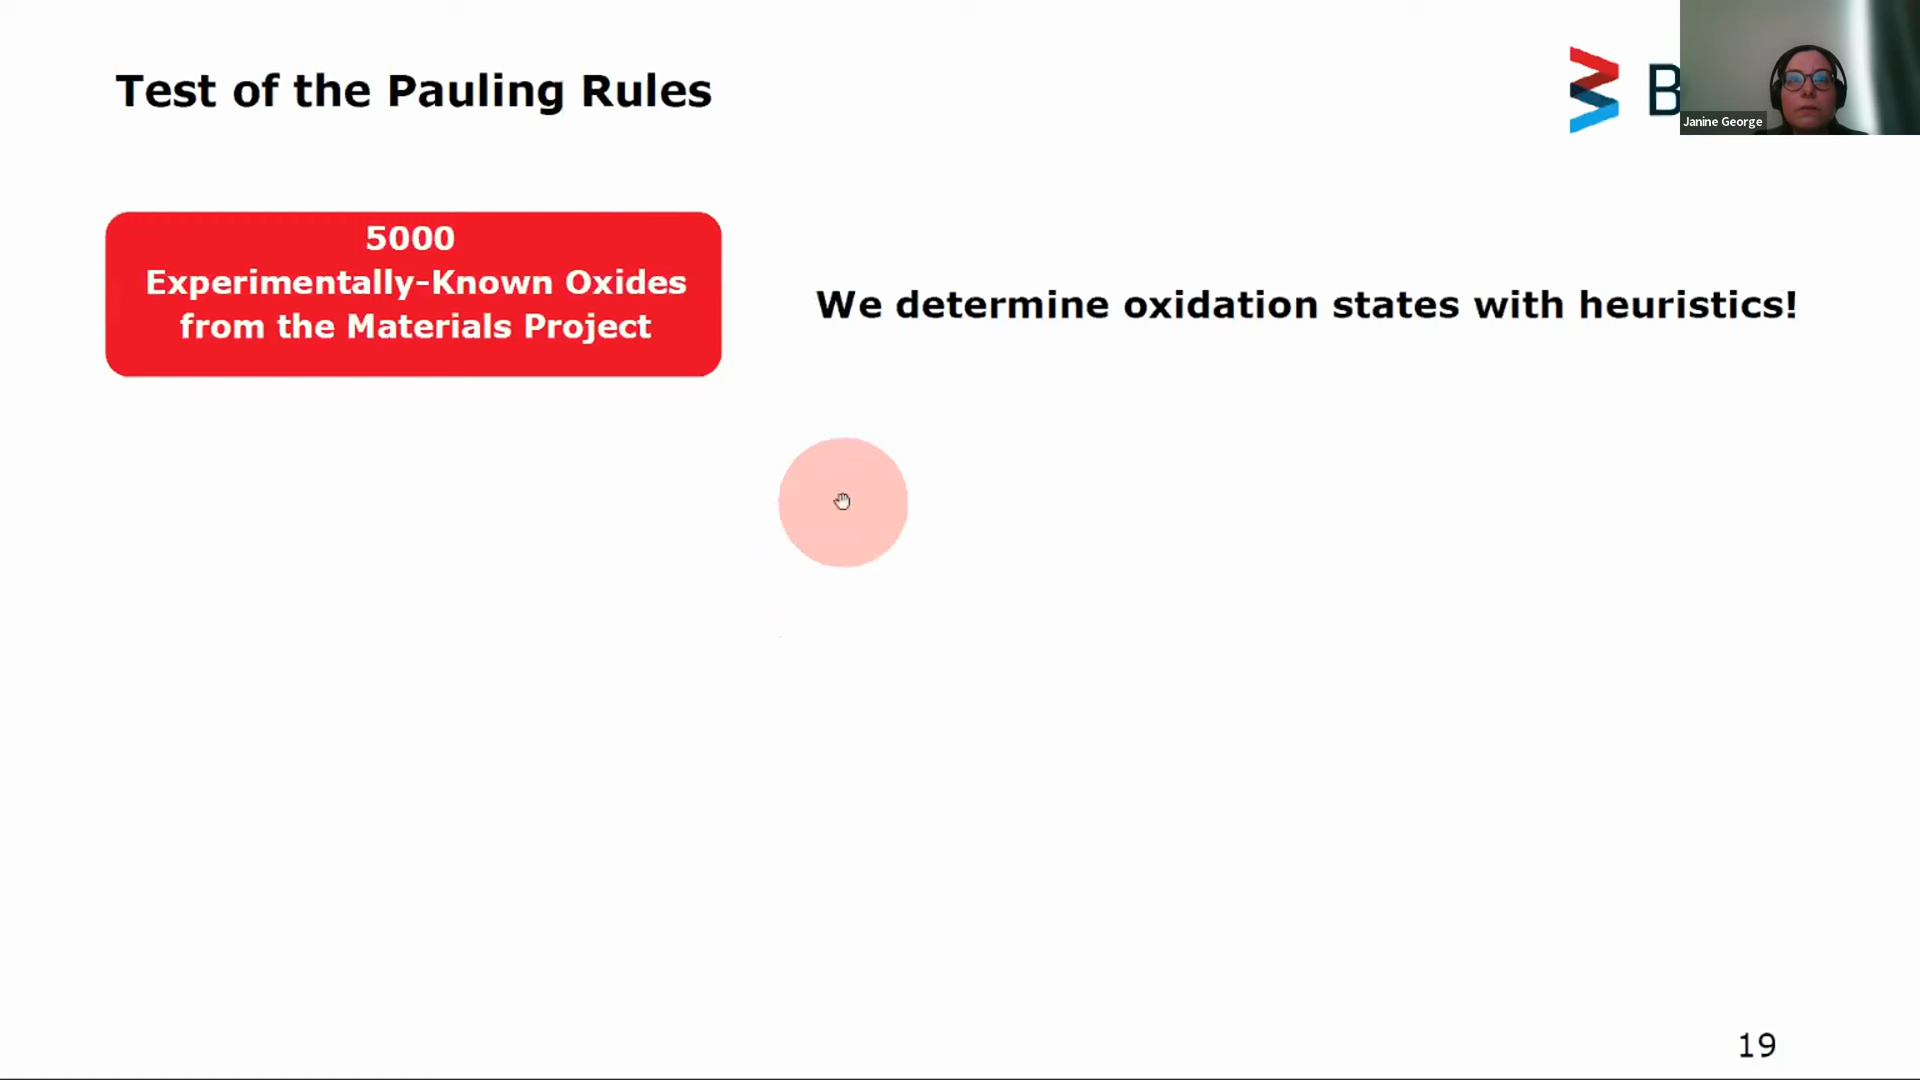 Test of the Pauling Rules
B
Janine George
5000
Experimentally-Known Oxides
from the Materials Project
We determine oxidation states with heuristics!
19